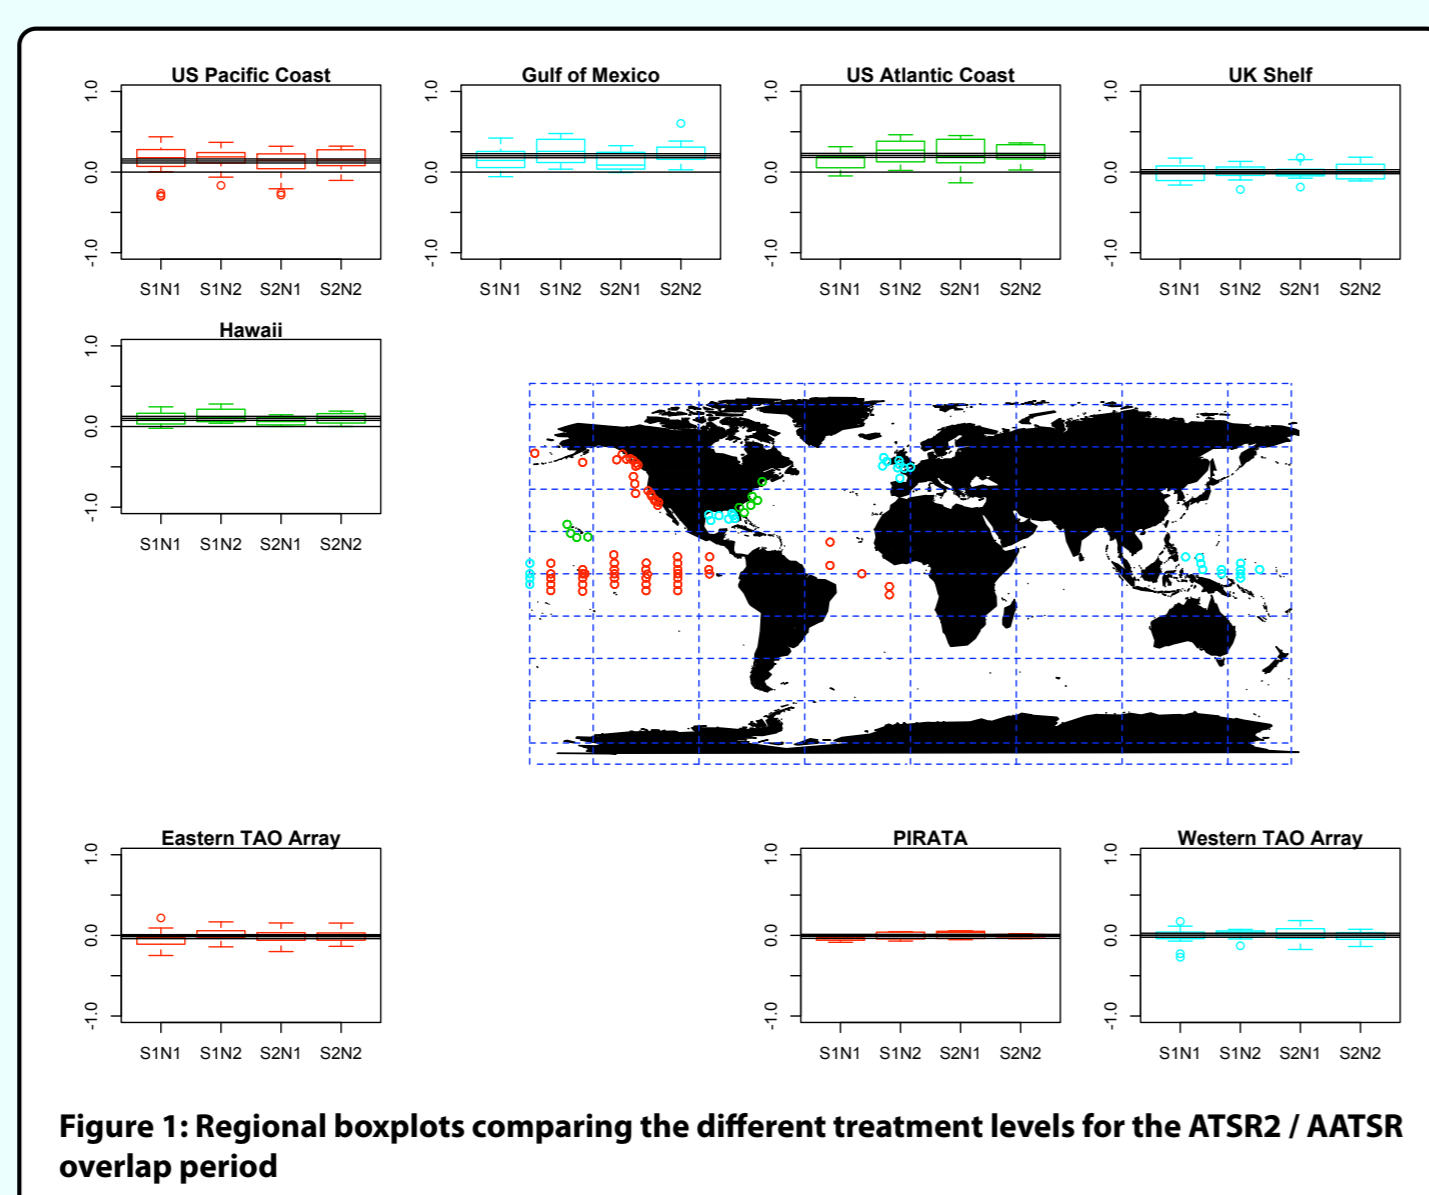 US Pacific Coast
1.0
0.0
-1.0
S1N1 S1N2 S2N1 S2N2
Gulf of Mexico
1.0
0.0
-1.0
S1N1 S1N2 S2N1 S2N2
US Atlantic Coast
1.0
0.0
-1.0
S1N1 S1N2 S2N1 S2N2
UK Shelf
1.0
0.0
-1.0
S1N1 S1N2 S2N1 S2N2
Hawaii
1.0
0.0
-1.0
S1N1 S1N2 S2N1 S2N2
Eastern TAO Array
1.0
0.0
-1.0
S1N1 S1N2 S2N1 S2N2
PIRATA
1.0
0.0
-1.0
S1N1 S1N2 S2N1 S2N2
Western TAO Array
1.0
0.0
-1.0
S1N1 S1N2 S2N1 S2N2
Figure 1: Regional boxplots comparing the different treatment levels for the ATSR2 / AATSR
overlap period